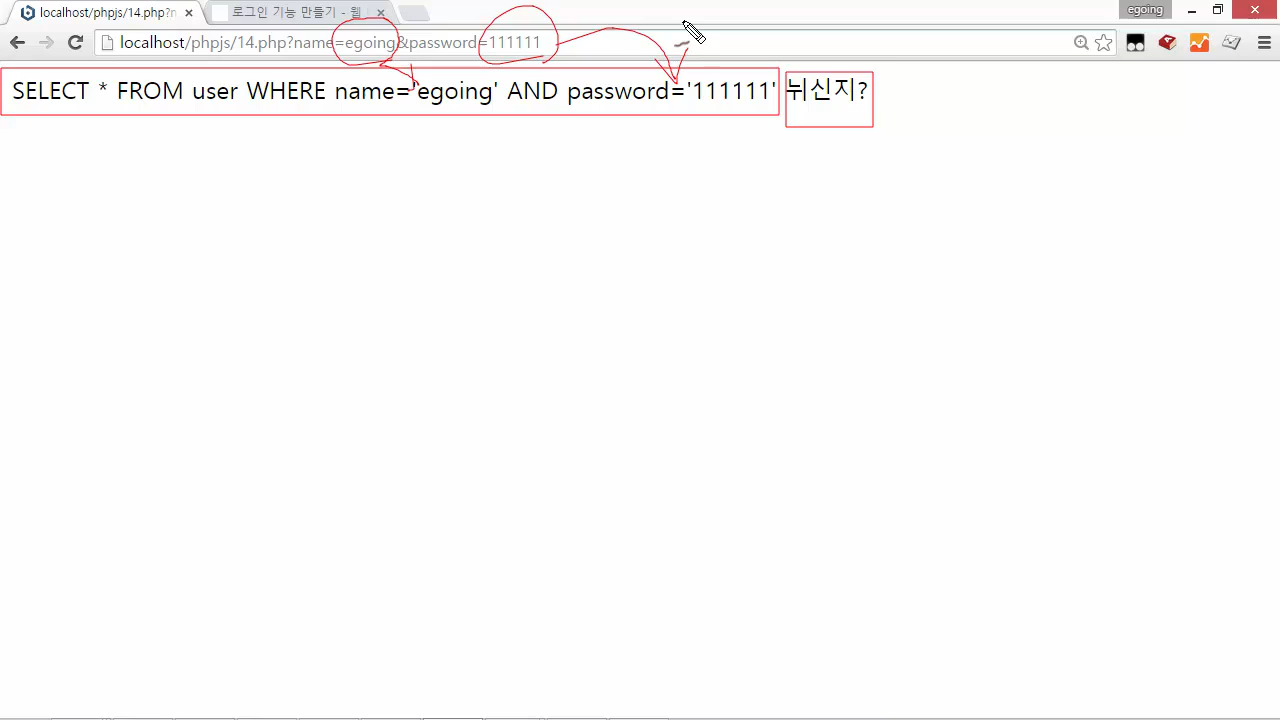 localhost/phpjs/14.php?n
로그인 기능 만들기 - 웹
egoing
localhost/phpjs/14.php?name=egoing&password=111111
SELECT * FROM user WHERE name='egoing' AND password='111111' 뉘신지?